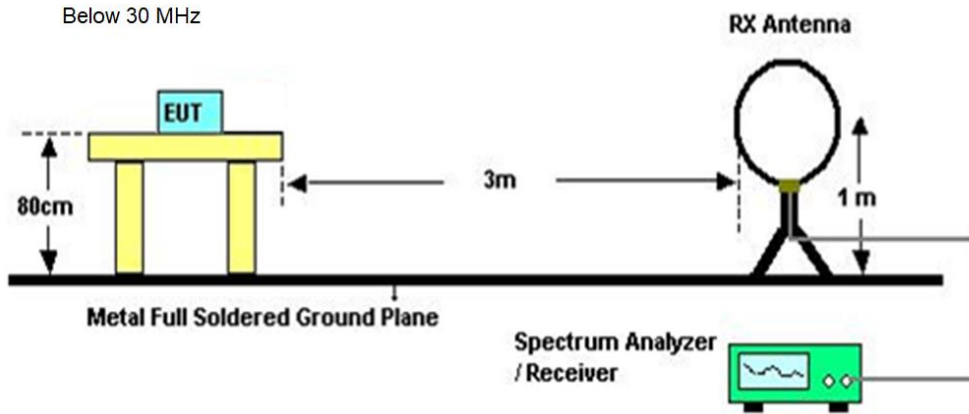 Below 30 MHz
RX Antenna
EUT
80cm
3m
1 m
Metal Full Soldered Ground Plane
Spectrum Analyzer
/ Receiver